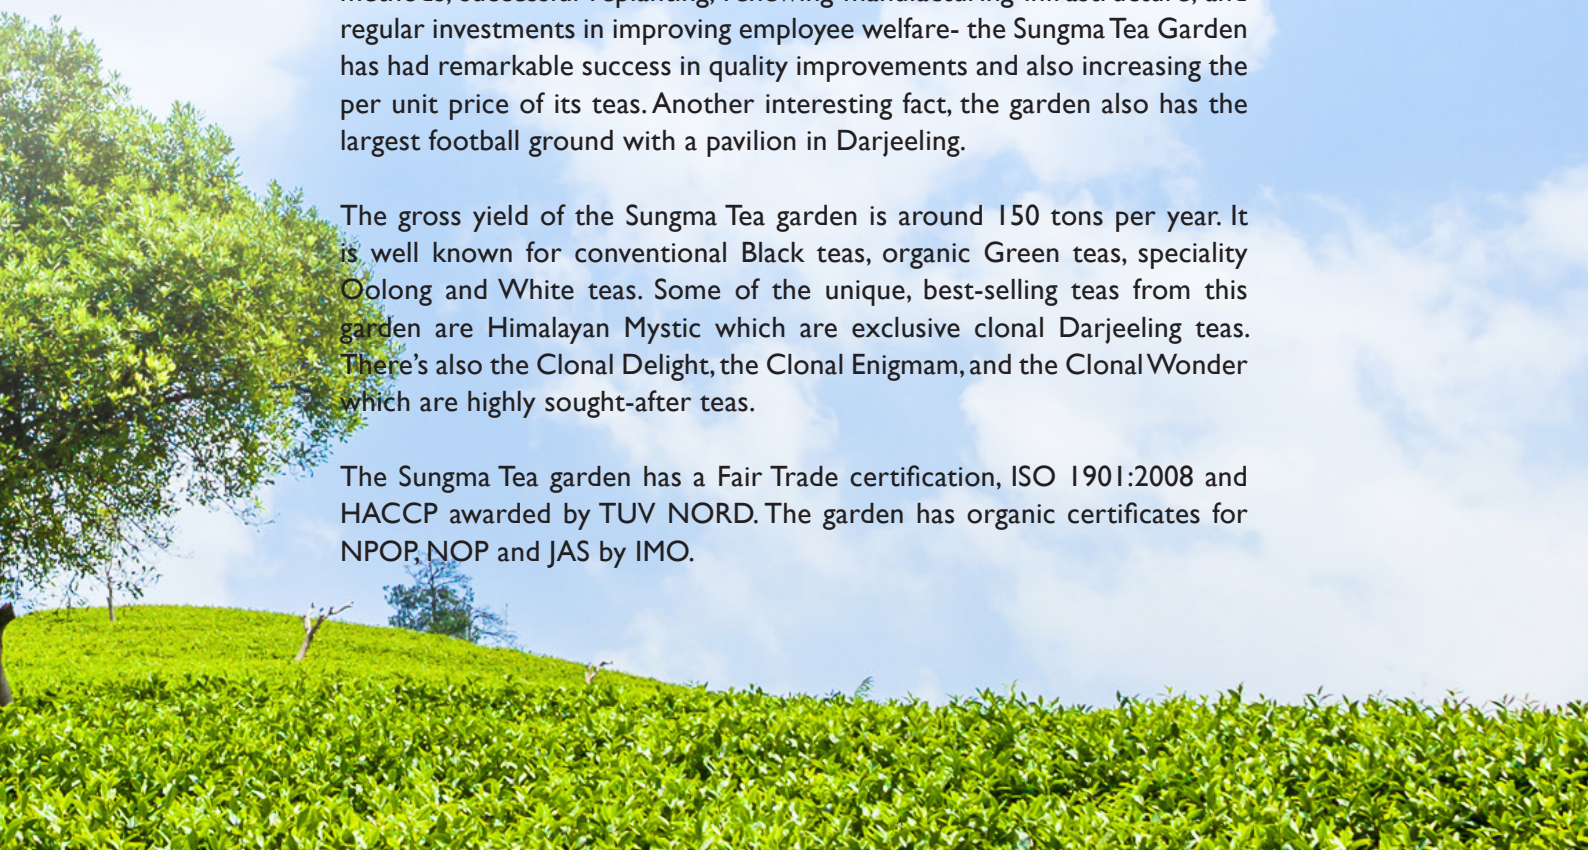 methods, successful replanting, renewing manufacturing infrastructure, and
regular investments in improving employee welfare- the Sungma Tea Garden
has had remarkable success in quality improvements and also increasing the
per unit price of its teas. Another interesting fact, the garden also has the
largest football ground with a pavilion in Darjeeling.
The gross yield of the Sungma Tea garden is around 150 tons per year. It
is well known for conventional Black teas, organic Green teas, speciality
Oolong and White teas. Some of the unique, best-selling teas from this
garden are Himalayan Mystic which are exclusive clonal Darjeeling teas.
There's also the Clonal Delight, the Clonal Enigmam, and the Clonal Wonder
which are highly sought-after teas.
The Sungma Tea garden has a Fair Trade certification, ISO 1901:2008 and
HACCP awarded by TUV NORD. The garden has organic certificates for
NPOP, NOP and JAS by IMO.